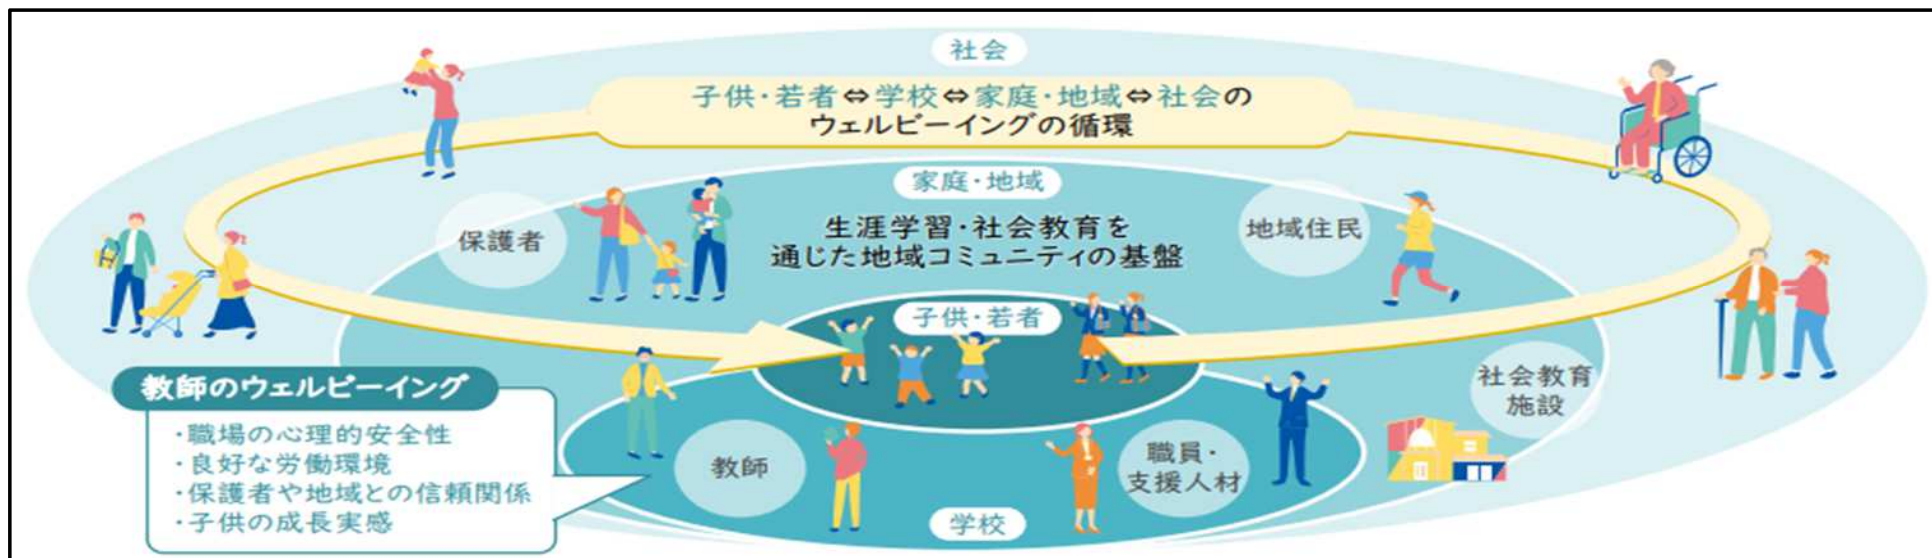 社会
子供・若者⇔学校⇔家庭・地域⇔社会の
ウェルビーイングの循環
家庭・地域
保護者
生涯学習・社会教育を
通じた地域コミュニティの基盤
地域住民
子供・若者
教師のウェルビーイング
・職場の心理的安全性
・良好な労働環境
・保護者や地域との信頼関係
・子供の成長実感
教師
職員・
支援人材
社会教育
施設
学校